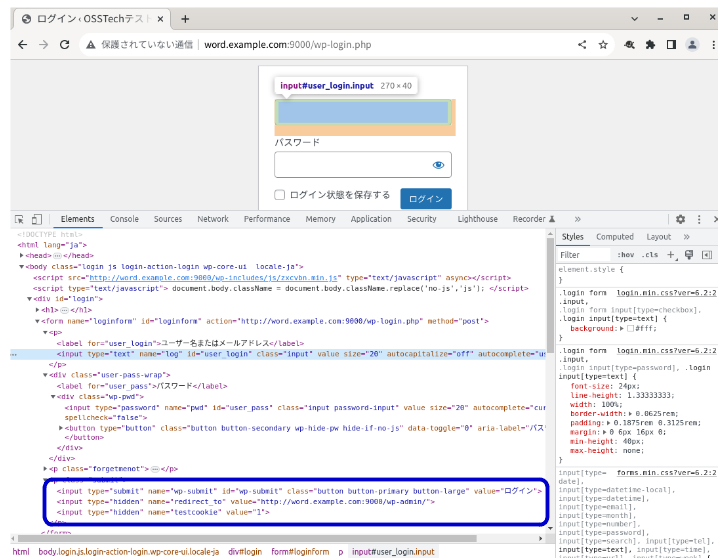 ログイン ‹ OSSTechテスト
保護されていない通信 | word.example.com:9000/wp-login.php
input#user_login.input 270 × 40
パスワード
ログイン状態を保存する
ログイン
Elements Console Sources Network Performance Memory Application Security Lighthouse Recorder »
<!DOCTYPE html>
<html lang="ja">
<head>…</head>
<body class="login js login-action-login wp-core-ui locale-ja">
<script src="http://word.example.com:9000/wp-includes/js/zxcvbn.min.js" type="text/javascript" async></script>
<script type="text/javascript"> document.body.className = document.body.className.replace('no-js','js'); </script>
<div id="login">
<h1>…</h1>
<form name="loginform" id="loginform" action="http://word.example.com:9000/wp-login.php" method="post">
<p>
<label for="user_login">ユーザー名またはメールアドレス</label>
<input type="text" name="log" id="user_login" class="input" value size="20" autocapitalize="off" autocomplete="us
</p>
<div class="user-pass-wrap">
<label for="user_pass">パスワード</label>
<div class="wp-pwd">
<input type="password" name="pwd" id="user_pass" class="input password-input" value size="20" autocomplete="cur
spellcheck="false">
<button type="button" class="button button-secondary wp-hide-pw hide-if-no-js" data-toggle="0" aria-label="パス
</button>
</div>
</div>
<p class="forgetmenot">…</p>
<input type="submit" name="wp-submit" id="wp-submit" class="button button-primary button-large" value="ログイン">
<input type="hidden" name="redirect_to" value="http://word.example.com:9000/wp-admin/">
<input type="hidden" name="testcookie" value="1">
</form>
html body.login.js.login-action-login.wp-core-ui.locale-ja div#login form#loginform p input#user_login.input
Styles Computed Layout »
Filter :hov .cls +
element.style {
}
.login form login.min.css?ver=6.2:2
.input,
.login form input[type=checkbox],
.login input[type=text] {
background: #fff;
}
.login form login.min.css?ver=6.2:2
.input,
.login input[type=password], .login
input[type=text] {
font-size: 24px;
line-height: 1.33333333;
width: 100%;
border-width: 0.0625rem;
padding: 0.1875rem 0.3125rem;
margin: 0 6px 16px 0;
min-height: 40px;
max-height: none;
}
input[type= forms.min.css?ver=6.2:2
date],
input[type=datetime-local],
input[type=datetime],
input[type=email],
input[type=month],
input[type=number],
input[type=password],
input[type=search], input[type=tel],
input[type=text], input[type=time],